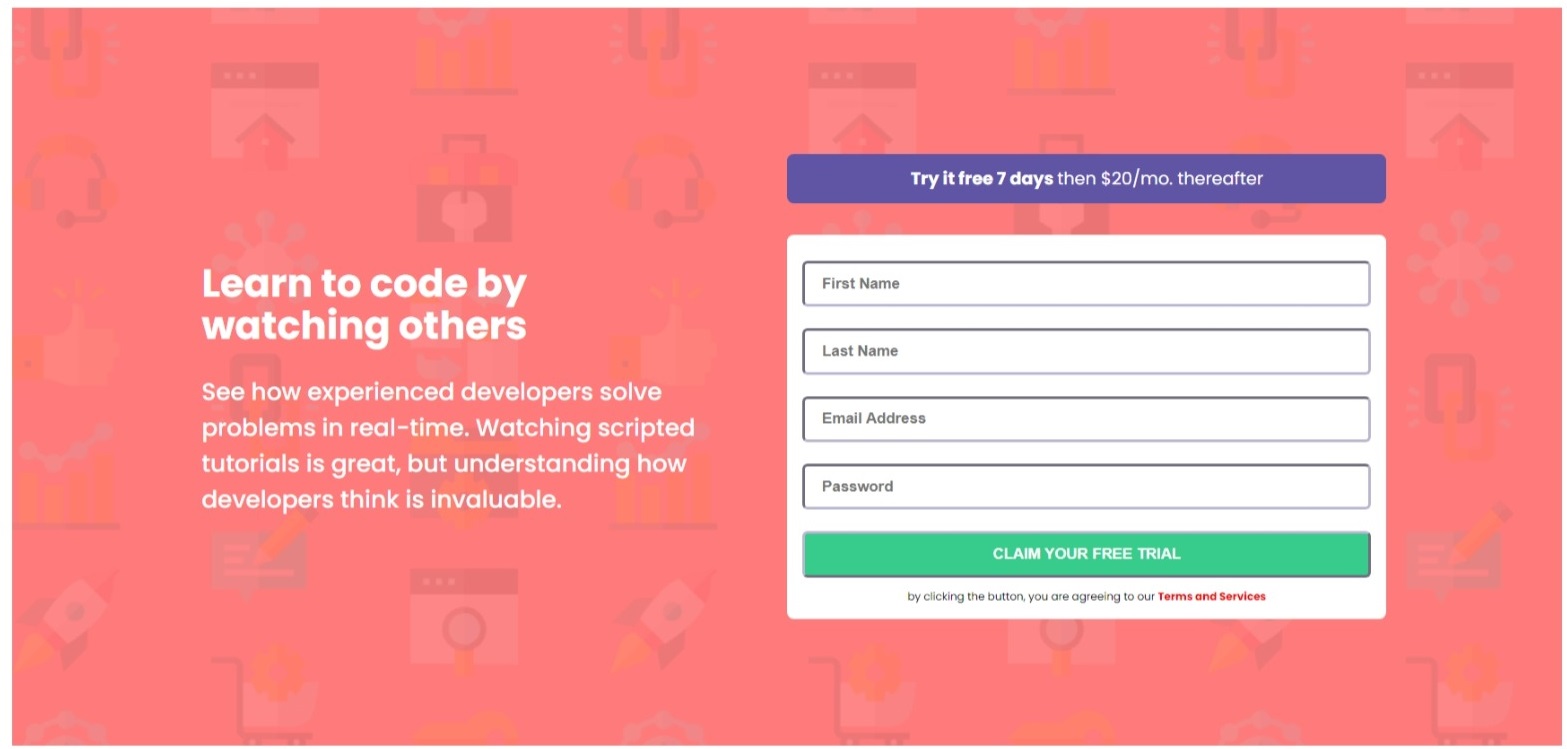 Learn to code by
watching others
See how experienced developers solve
problems in real-time. Watching scripted
tutorials is great, but understanding how
developers think is invaluable.
Try it free 7 days then $20/mo. thereafter
First Name
Last Name
Email Address
Password
CLAIM YOUR FREE TRIAL
by clicking the button, you are agreeing to our Terms and Services